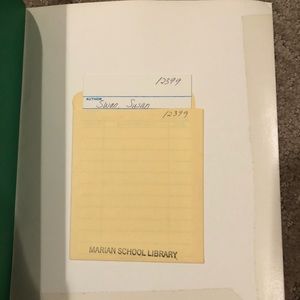 12399
AUTHOR
Swan, Susan
12399
MARIAN SCHOOL LIBRARY